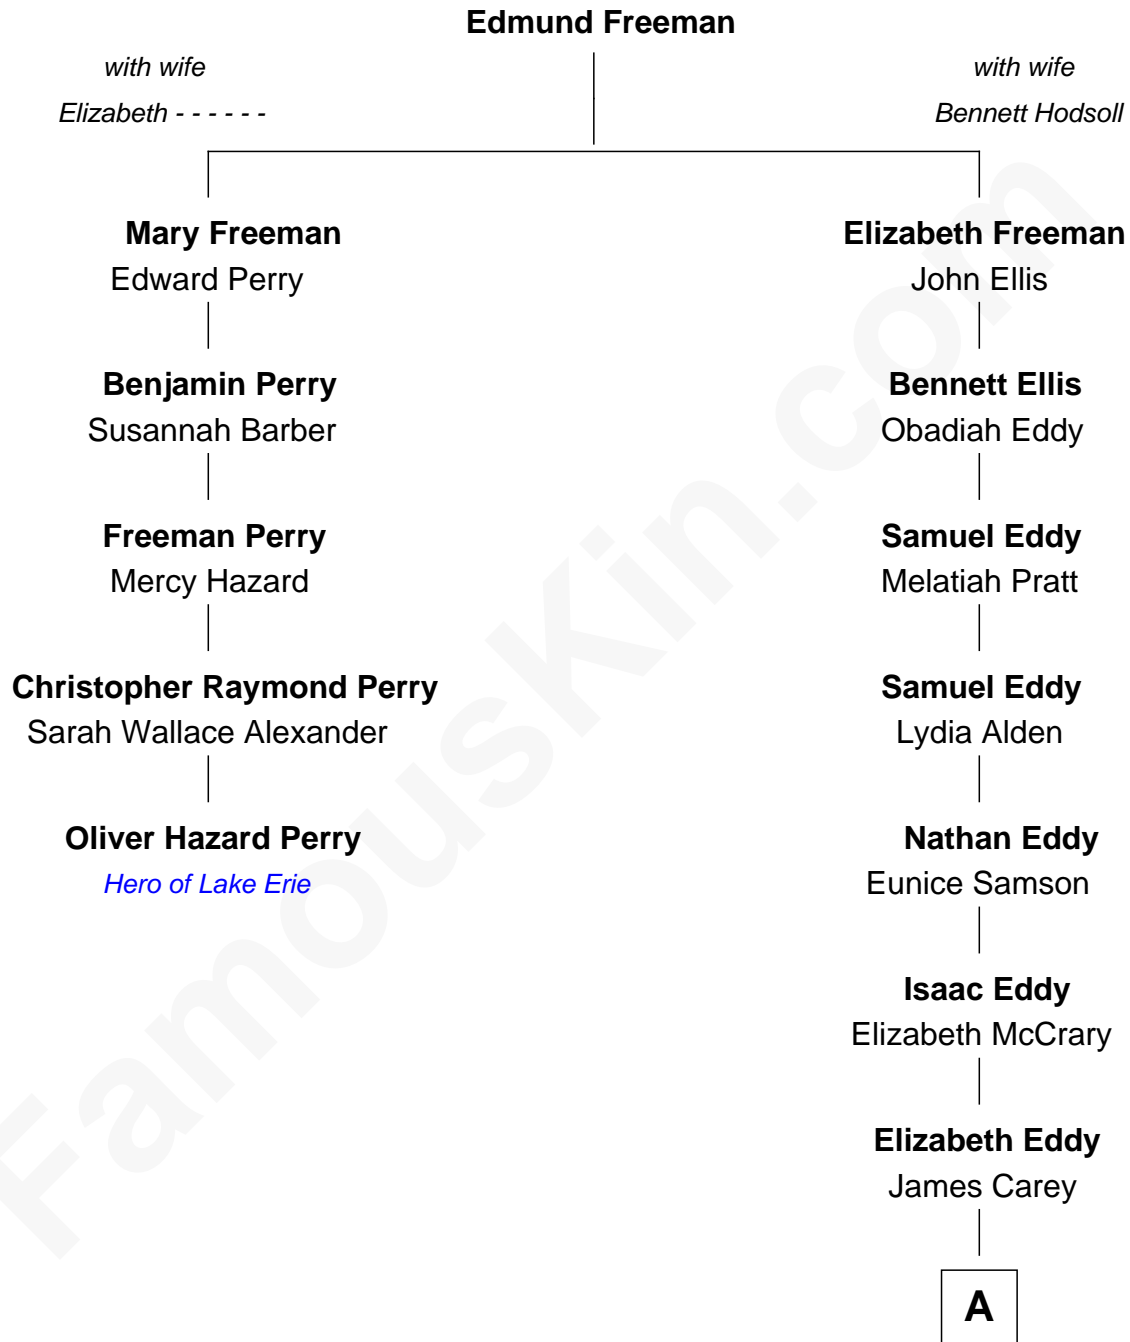 Edmund Freeman
with wife
Elizabeth - - - - - -
with wife
Bennett Hodsoll
Mary Freeman
Edward Perry
Benjamin Perry
Susannah Barber
Freeman Perry
Mercy Hazard
Christopher Raymond Perry
Sarah Wallace Alexander
Oliver Hazard Perry
Hero of Lake Erie
Elizabeth Freeman
John Ellis
Bennett Ellis
Obadiah Eddy
Samuel Eddy
Melatiah Pratt
Samuel Eddy
Lydia Alden
Nathan Eddy
Eunice Samson
Isaac Eddy
Elizabeth McCrary
Elizabeth Eddy
James Carey
A
FamousKin.com